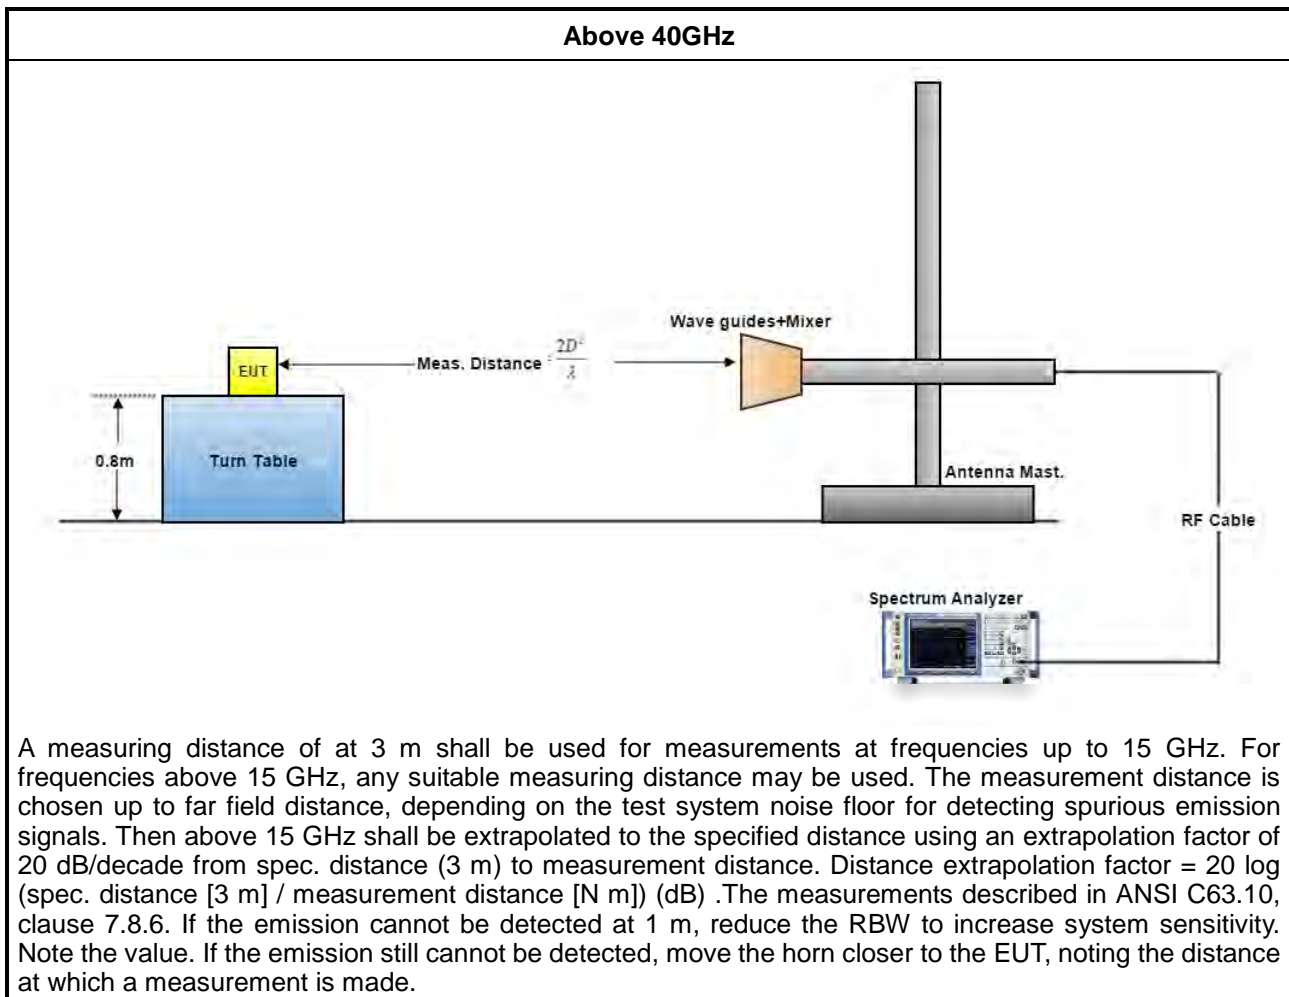 Above 40GHz
Wave guides+Mixer
EUT
Meas. Distance = 2D²/λ
0.8m
Turn Table
Antenna Mast.
RF Cable
Spectrum Analyzer
A measuring distance of at 3 m shall be used for measurements at frequencies up to 15 GHz. For
frequencies above 15 GHz, any suitable measuring distance may be used. The measurement distance is
chosen up to far field distance, depending on the test system noise floor for detecting spurious emission
signals. Then above 15 GHz shall be extrapolated to the specified distance using an extrapolation factor of
20 dB/decade from spec. distance (3 m) to measurement distance. Distance extrapolation factor = 20 log
(spec. distance [3 m] / measurement distance [N m]) (dB) .The measurements described in ANSI C63.10,
clause 7.8.6. If the emission cannot be detected at 1 m, reduce the RBW to increase system sensitivity.
Note the value. If the emission still cannot be detected, move the horn closer to the EUT, noting the distance
at which a measurement is made.